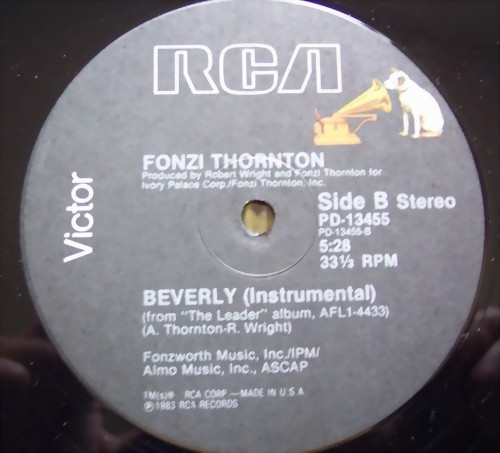 RCA
Victor
FONZI THORNTON
Produced by Robert Wright and Fonzi Thornton for
Ivory Palace Corp./Fonzi Thornton, Inc.
Side B Stereo
PD-13455
PD-13455-B
5:28
33⅓ RPM
BEVERLY (Instrumental)
(from "The Leader" album, AFL1-4433)
(A. Thornton-R. Wright)
Fonzworth Music, Inc./IPM/
Almo Music, Inc., ASCAP
TM(s)® RCA CORP.—MADE IN U.S.A
℗1983 RCA RECORDS